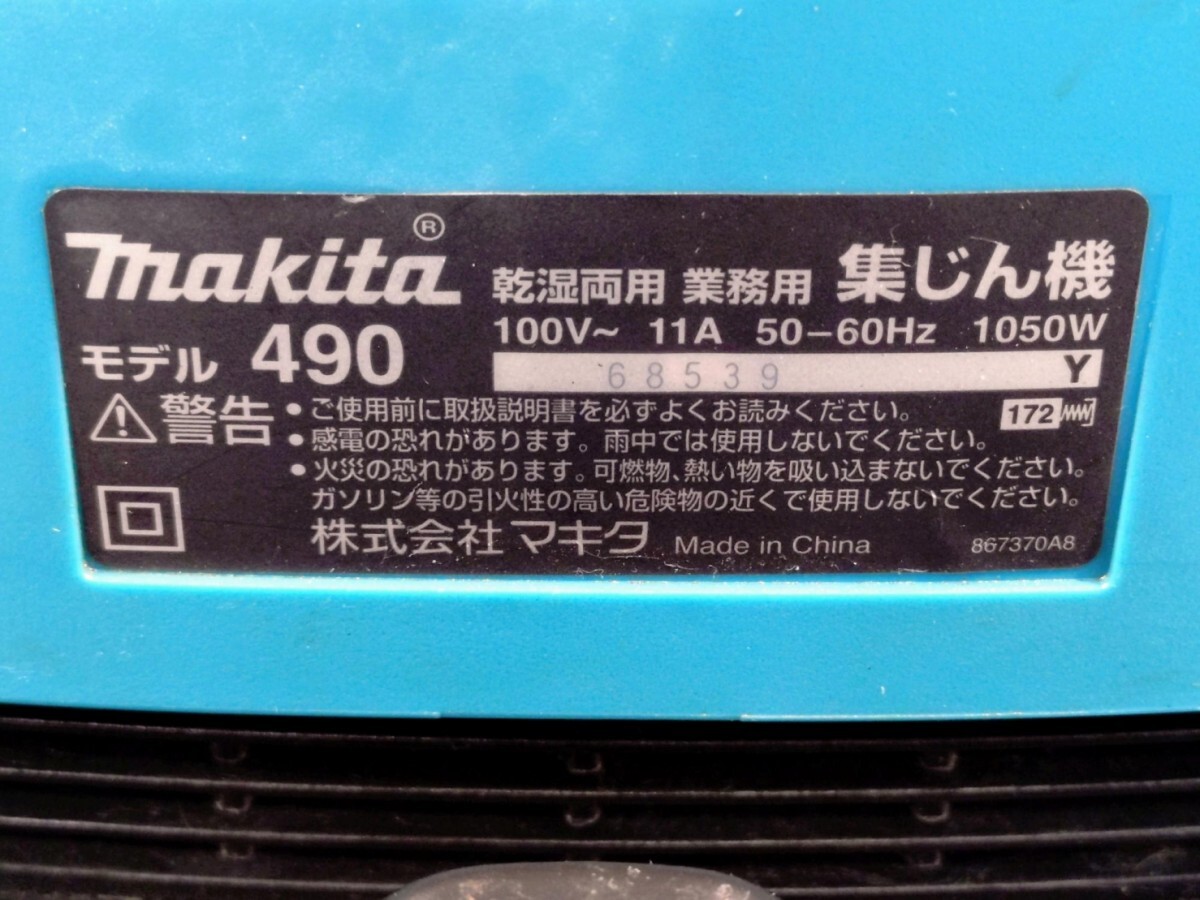 makita®
乾湿両用 業務用 集じん機
100V~ 11A 50-60Hz 1050W
モデル 490
68539 Y
警告
172
●ご使用前に取扱説明書を必ずよくお読みください。
●感電の恐れがあります。雨中では使用しないでください。
●火災の恐れがあります。可燃物、熱い物を吸い込まないでください。
ガソリン等の引火性の高い危険物の近くで使用しないでください。
株式会社 マキタ Made in China 867370A8